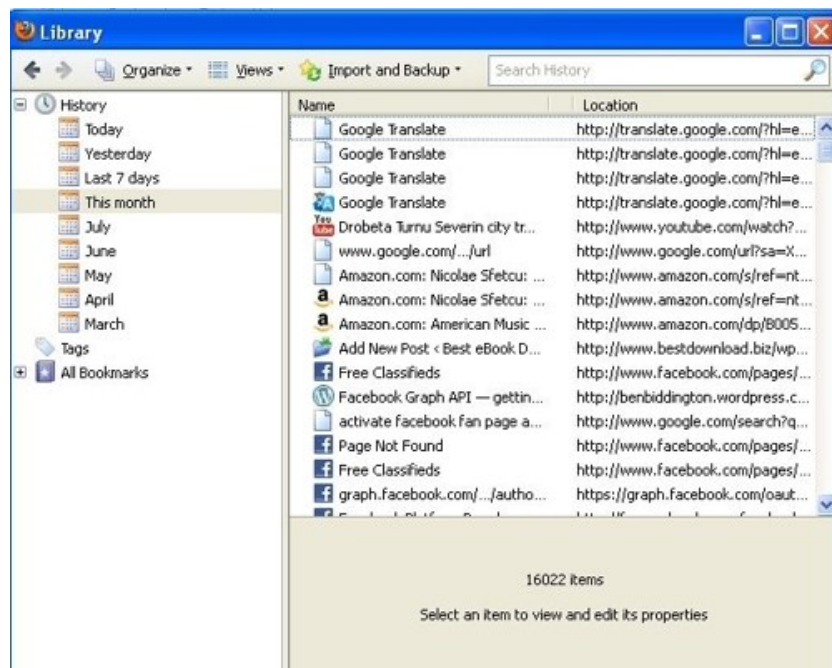 Library
Organize Views Import and Backup Search History
History
Today
Yesterday
Last 7 days
This month
July
June
May
April
March
Tags
All Bookmarks
Name Location
Google Translate http://translate.google.com/?hl=e...
Google Translate http://translate.google.com/?hl=e...
Google Translate http://translate.google.com/?hl=e...
Google Translate http://translate.google.com/?hl=e...
You Tube Drobeta Turnu Severin city tr... http://www.youtube.com/watch?...
www.google.com/.../url http://www.google.com/url?sa=X...
Amazon.com: Nicolae Sfetcu: ... http://www.amazon.com/s/ref=nt...
a Amazon.com: Nicolae Sfetcu: ... http://www.amazon.com/s/ref=nt...
a Amazon.com: American Music ... http://www.amazon.com/dp/B005...
Add New Post < Best eBook D... http://www.bestdownload.biz/wp...
f Free Classifieds http://www.facebook.com/pages/...
W Facebook Graph API — gettin... http://benbiddington.wordpress.c...
activate facebook fan page a... http://www.google.com/search?q...
f Page Not Found http://www.facebook.com/pages/...
f Free Classifieds http://www.facebook.com/pages/...
f graph.facebook.com/.../autho... https://graph.facebook.com/oaut...
16022 items
Select an item to view and edit its properties